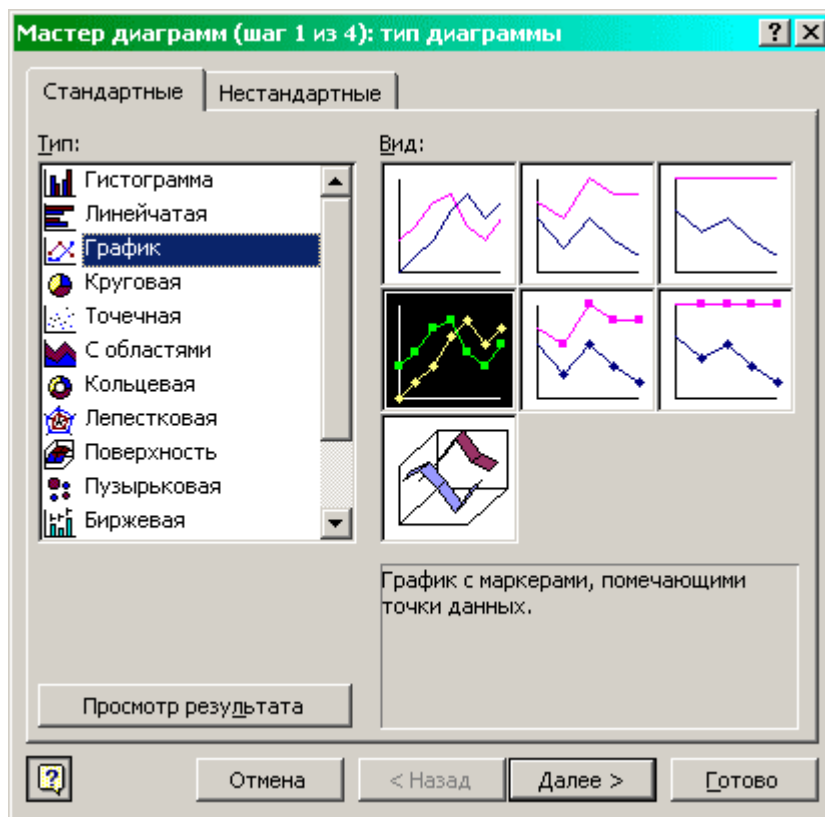 Мастер диаграмм (шаг 1 из 4): тип диаграммы
Стандартные
Нестандартные
Тип:
Вид:
Гистограмма
Линейчатая
График
Круговая
Точечная
С областями
Кольцевая
Лепестковая
Поверхность
Пузырьковая
Биржевая
График с маркерами, помечающими
точки данных.
Просмотр результата
Отмена
< Назад
Далее >
Готово